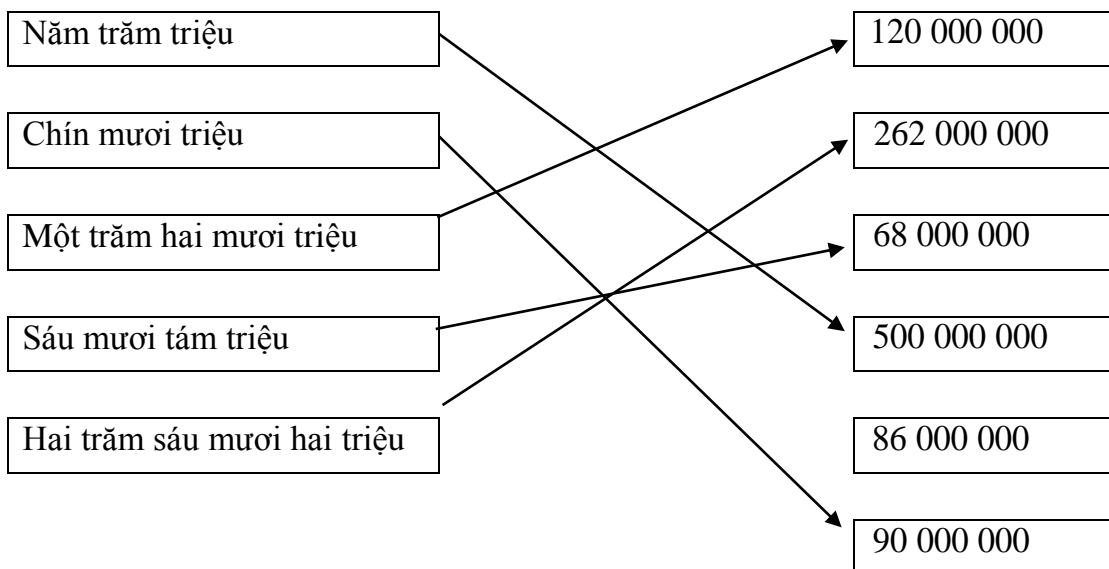 Năm trăm triệu
120 000 000
Chín mươi triệu
262 000 000
Một trăm hai mươi triệu
68 000 000
Sáu mươi tám triệu
500 000 000
Hai trăm sáu mươi hai triệu
86 000 000
90 000 000